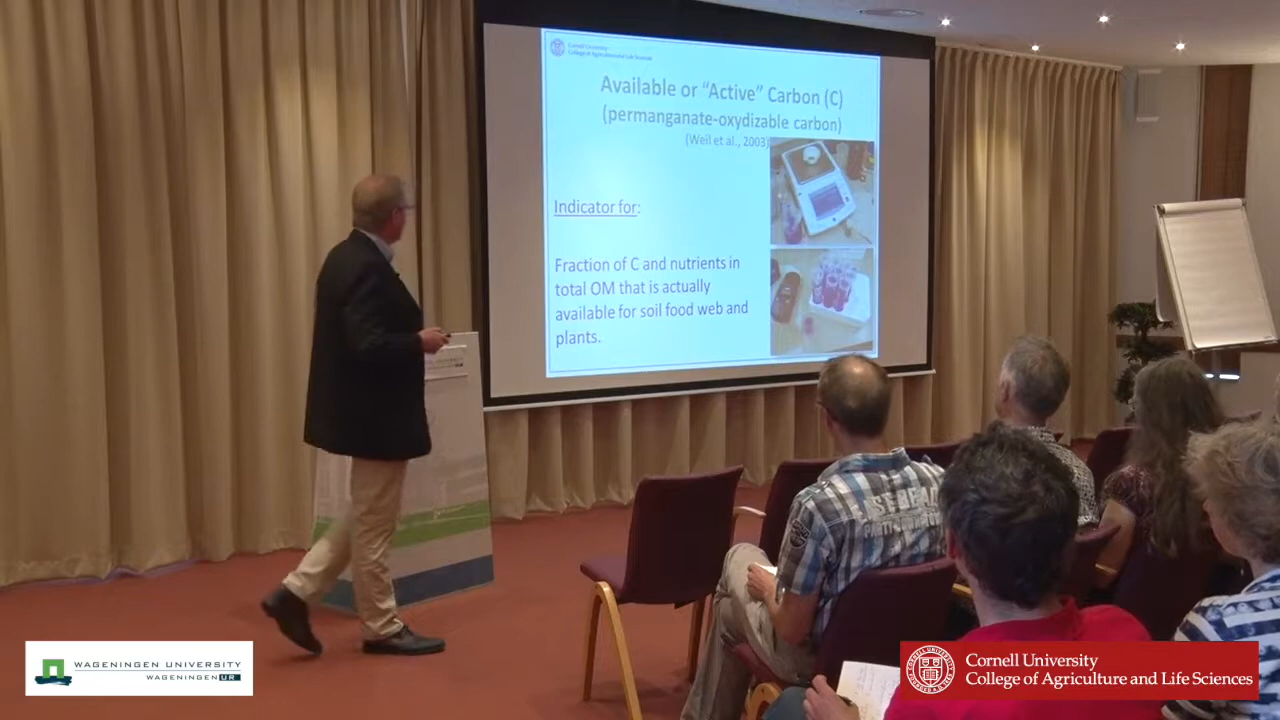 Cornell University
College of Agriculture and Life Sciences
Available or "Active" Carbon (C)
(permanganate-oxydizable carbon)
(Weil et al., 2003)
Indicator for:
Fraction of C and nutrients in
total OM that is actually
available for soil food web and
plants.
WAGENINGEN UNIVERSITY
WAGENINGEN UR
Cornell University
College of Agriculture and Life Sciences